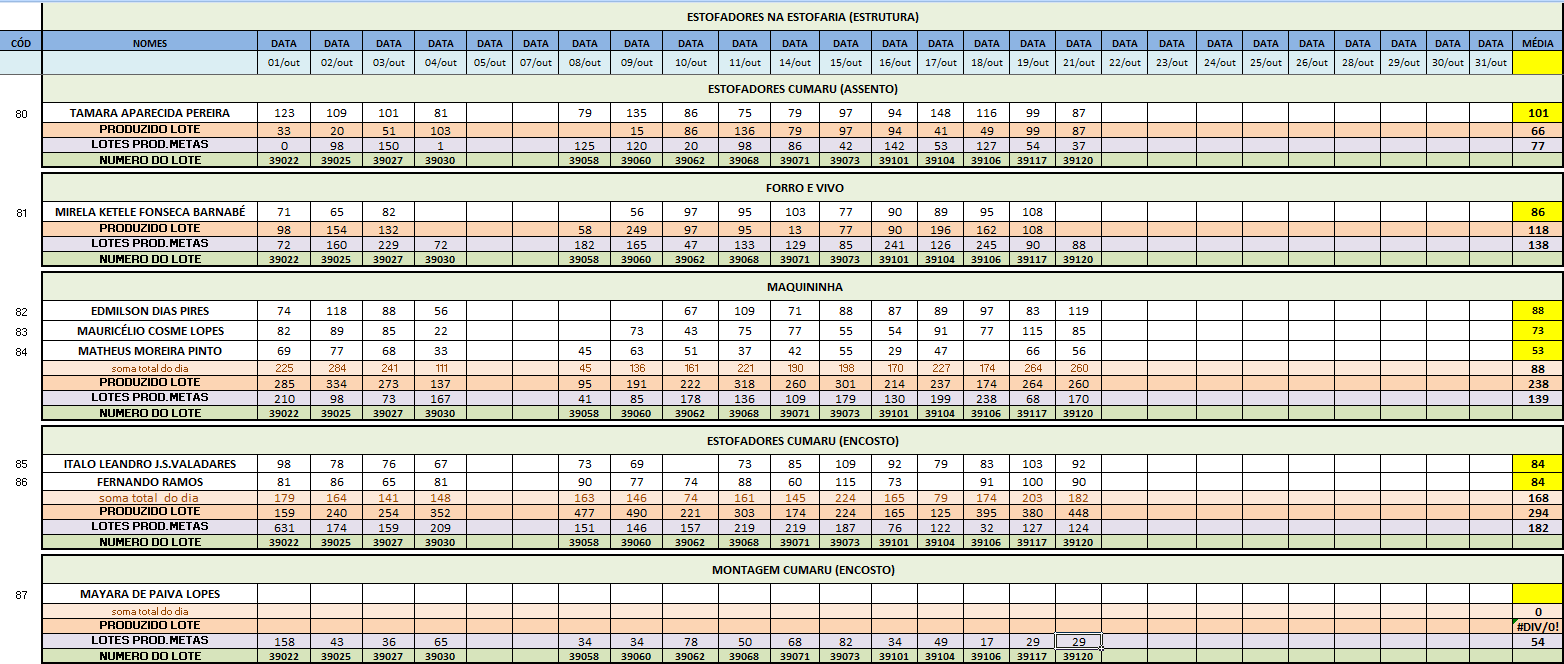 ESTOFADORES NA ESTOFARIA (ESTRUTURA)
CÓD NOMES DATA DATA DATA DATA DATA DATA DATA DATA DATA DATA DATA DATA DATA DATA DATA DATA DATA DATA DATA DATA DATA DATA DATA DATA DATA DATA MÉDIA
01/out 02/out 03/out 04/out 05/out 07/out 08/out 09/out 10/out 11/out 14/out 15/out 16/out 17/out 18/out 19/out 21/out 22/out 23/out 24/out 25/out 26/out 28/out 29/out 30/out 31/out
ESTOFADORES CUMARU (ASSENTO)
80 TAMARA APARECIDA PEREIRA 123 109 101 81 79 135 86 75 79 97 94 148 116 99 87 101
PRODUZIDO LOTE 33 20 51 103 15 86 136 79 97 94 41 49 99 87 66
LOTES PROD.METAS 0 98 150 1 125 120 20 98 86 42 142 53 127 54 37 77
NUMERO DO LOTE 39022 39025 39027 39030 39058 39060 39062 39068 39071 39073 39101 39104 39106 39117 39120
FORRO E VIVO
81 MIRELA KETELE FONSECA BARNABÉ 71 65 82 56 97 95 103 77 90 89 95 108 86
PRODUZIDO LOTE 98 154 132 58 249 97 95 13 77 90 196 162 108 118
LOTES PROD.METAS 72 160 229 72 182 165 47 133 129 85 241 126 245 90 88 138
NUMERO DO LOTE 39022 39025 39027 39030 39058 39060 39062 39068 39071 39073 39101 39104 39106 39117 39120
MAQUININHA
82 EDMILSON DIAS PIRES 74 118 88 56 67 109 71 88 87 89 97 83 119 88
83 MAURICÉLIO COSME LOPES 82 89 85 22 73 43 75 77 55 54 91 77 115 85 73
84 MATHEUS MOREIRA PINTO 69 77 68 33 45 63 51 37 42 55 29 47 66 56 53
soma total do dia 225 284 241 111 45 136 161 221 190 198 170 227 174 264 260 88
PRODUZIDO LOTE 285 334 273 137 95 191 222 318 260 301 214 237 174 264 260 238
LOTES PROD.METAS 210 98 73 167 41 85 178 136 109 179 130 199 238 68 170 139
NUMERO DO LOTE 39022 39025 39027 39030 39058 39060 39062 39068 39071 39073 39101 39104 39106 39117 39120
ESTOFADORES CUMARU (ENCOSTO)
85 ITALO LEANDRO J.S.VALADARES 98 78 76 67 73 69 73 85 109 92 79 83 103 92 84
86 FERNANDO RAMOS 81 86 65 81 90 77 74 88 60 115 73 91 100 90 84
soma total do dia 179 164 141 148 163 146 74 161 145 224 165 79 174 203 182 168
PRODUZIDO LOTE 159 240 254 352 477 490 221 303 174 224 165 125 395 380 448 294
LOTES PROD.METAS 631 174 159 209 151 146 157 219 219 187 76 122 32 127 124 182
NUMERO DO LOTE 39022 39025 39027 39030 39058 39060 39062 39068 39071 39073 39101 39104 39106 39117 39120
MONTAGEM CUMARU (ENCOSTO)
87 MAYARA DE PAIVA LOPES
soma total do dia 0
PRODUZIDO LOTE #DIV/0!
LOTES PROD.METAS 158 43 36 65 34 34 78 50 68 82 34 49 17 29 29 54
NUMERO DO LOTE 39022 39025 39027 39030 39058 39060 39062 39068 39071 39073 39101 39104 39106 39117 39120